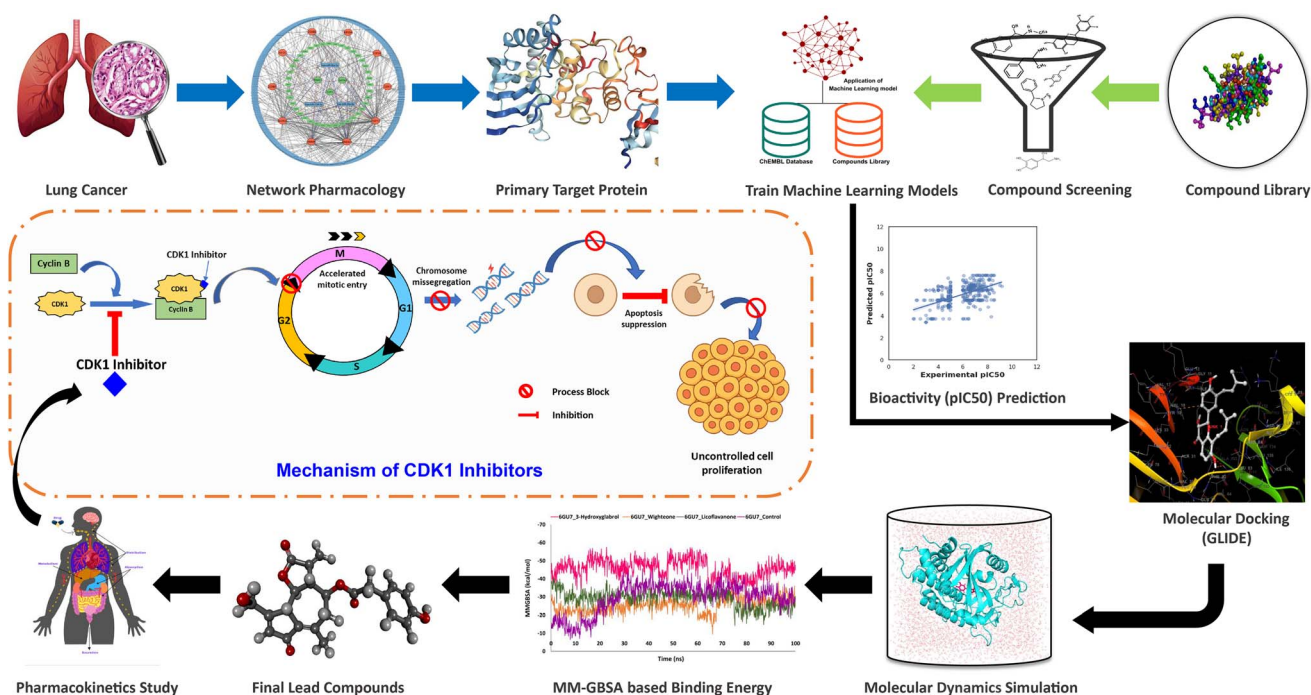 Application of
Machine Learning model
ChEMBL Database
Compounds Library
Lung Cancer
Network Pharmacology
Primary Target Protein
Train Machine Learning Models
Compound Screening
Compound Library
Cyclin B
CDK1
CDK1 Inhibitor
CDK1
Cyclin B
CDK1 Inhibitor
M
G1
S
G2
Accelerated
mitotic entry
Chromosome
missegregation
Apoptosis
suppression
Process Block
Inhibition
Uncontrolled cell
proliferation
Mechanism of CDK1 Inhibitors
Predicted pIC50
12
10
8
6
4
2
0
0 2 4 6 8 10 12
Experimental pIC50
Bioactivity (pIC50) Prediction
Molecular Docking
(GLIDE)
6GU7_3-Hydroxyglabrol 6GU7_Wighteone 6GU7_Licoflavanone 6GU7_Control
MMGBSA (kcal/mol)
-70
-60
-50
-40
-30
-20
-10
0 10 20 30 40 50 60 70 80 90 100
Time (ns)
Pharmacokinetics Study
Final Lead Compounds
MM-GBSA based Binding Energy
Molecular Dynamics Simulation